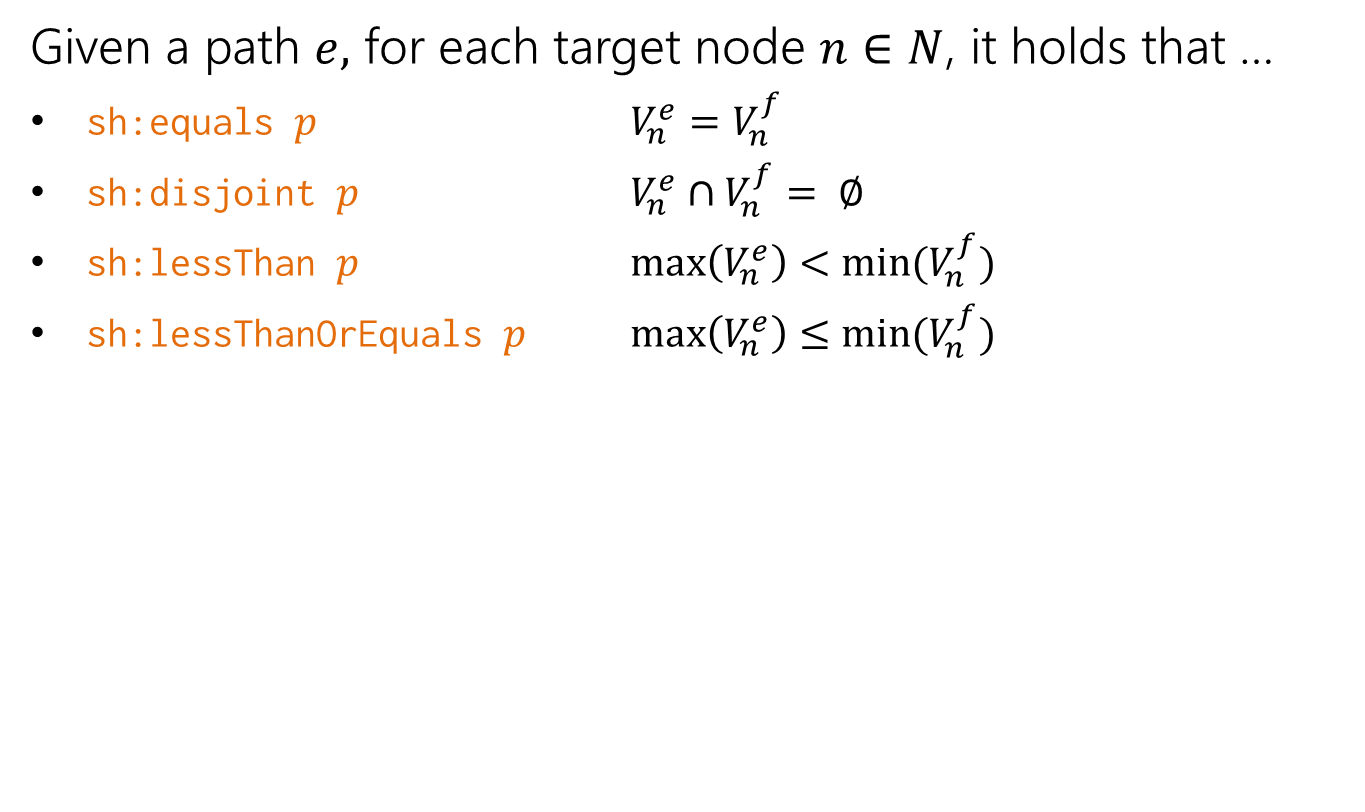 Given a path 𝑒, for each target node 𝑛 ∈ 𝑁, it holds that …
• sh:equals 𝑝 𝑉ₙᵉ = 𝑉ₙᶠ
• sh:disjoint 𝑝 𝑉ₙᵉ ∩ 𝑉ₙᶠ = ∅
• sh:lessThan 𝑝 max(𝑉ₙᵉ) < min(𝑉ₙᶠ)
• sh:lessThanOrEquals 𝑝 max(𝑉ₙᵉ) ≤ min(𝑉ₙᶠ)